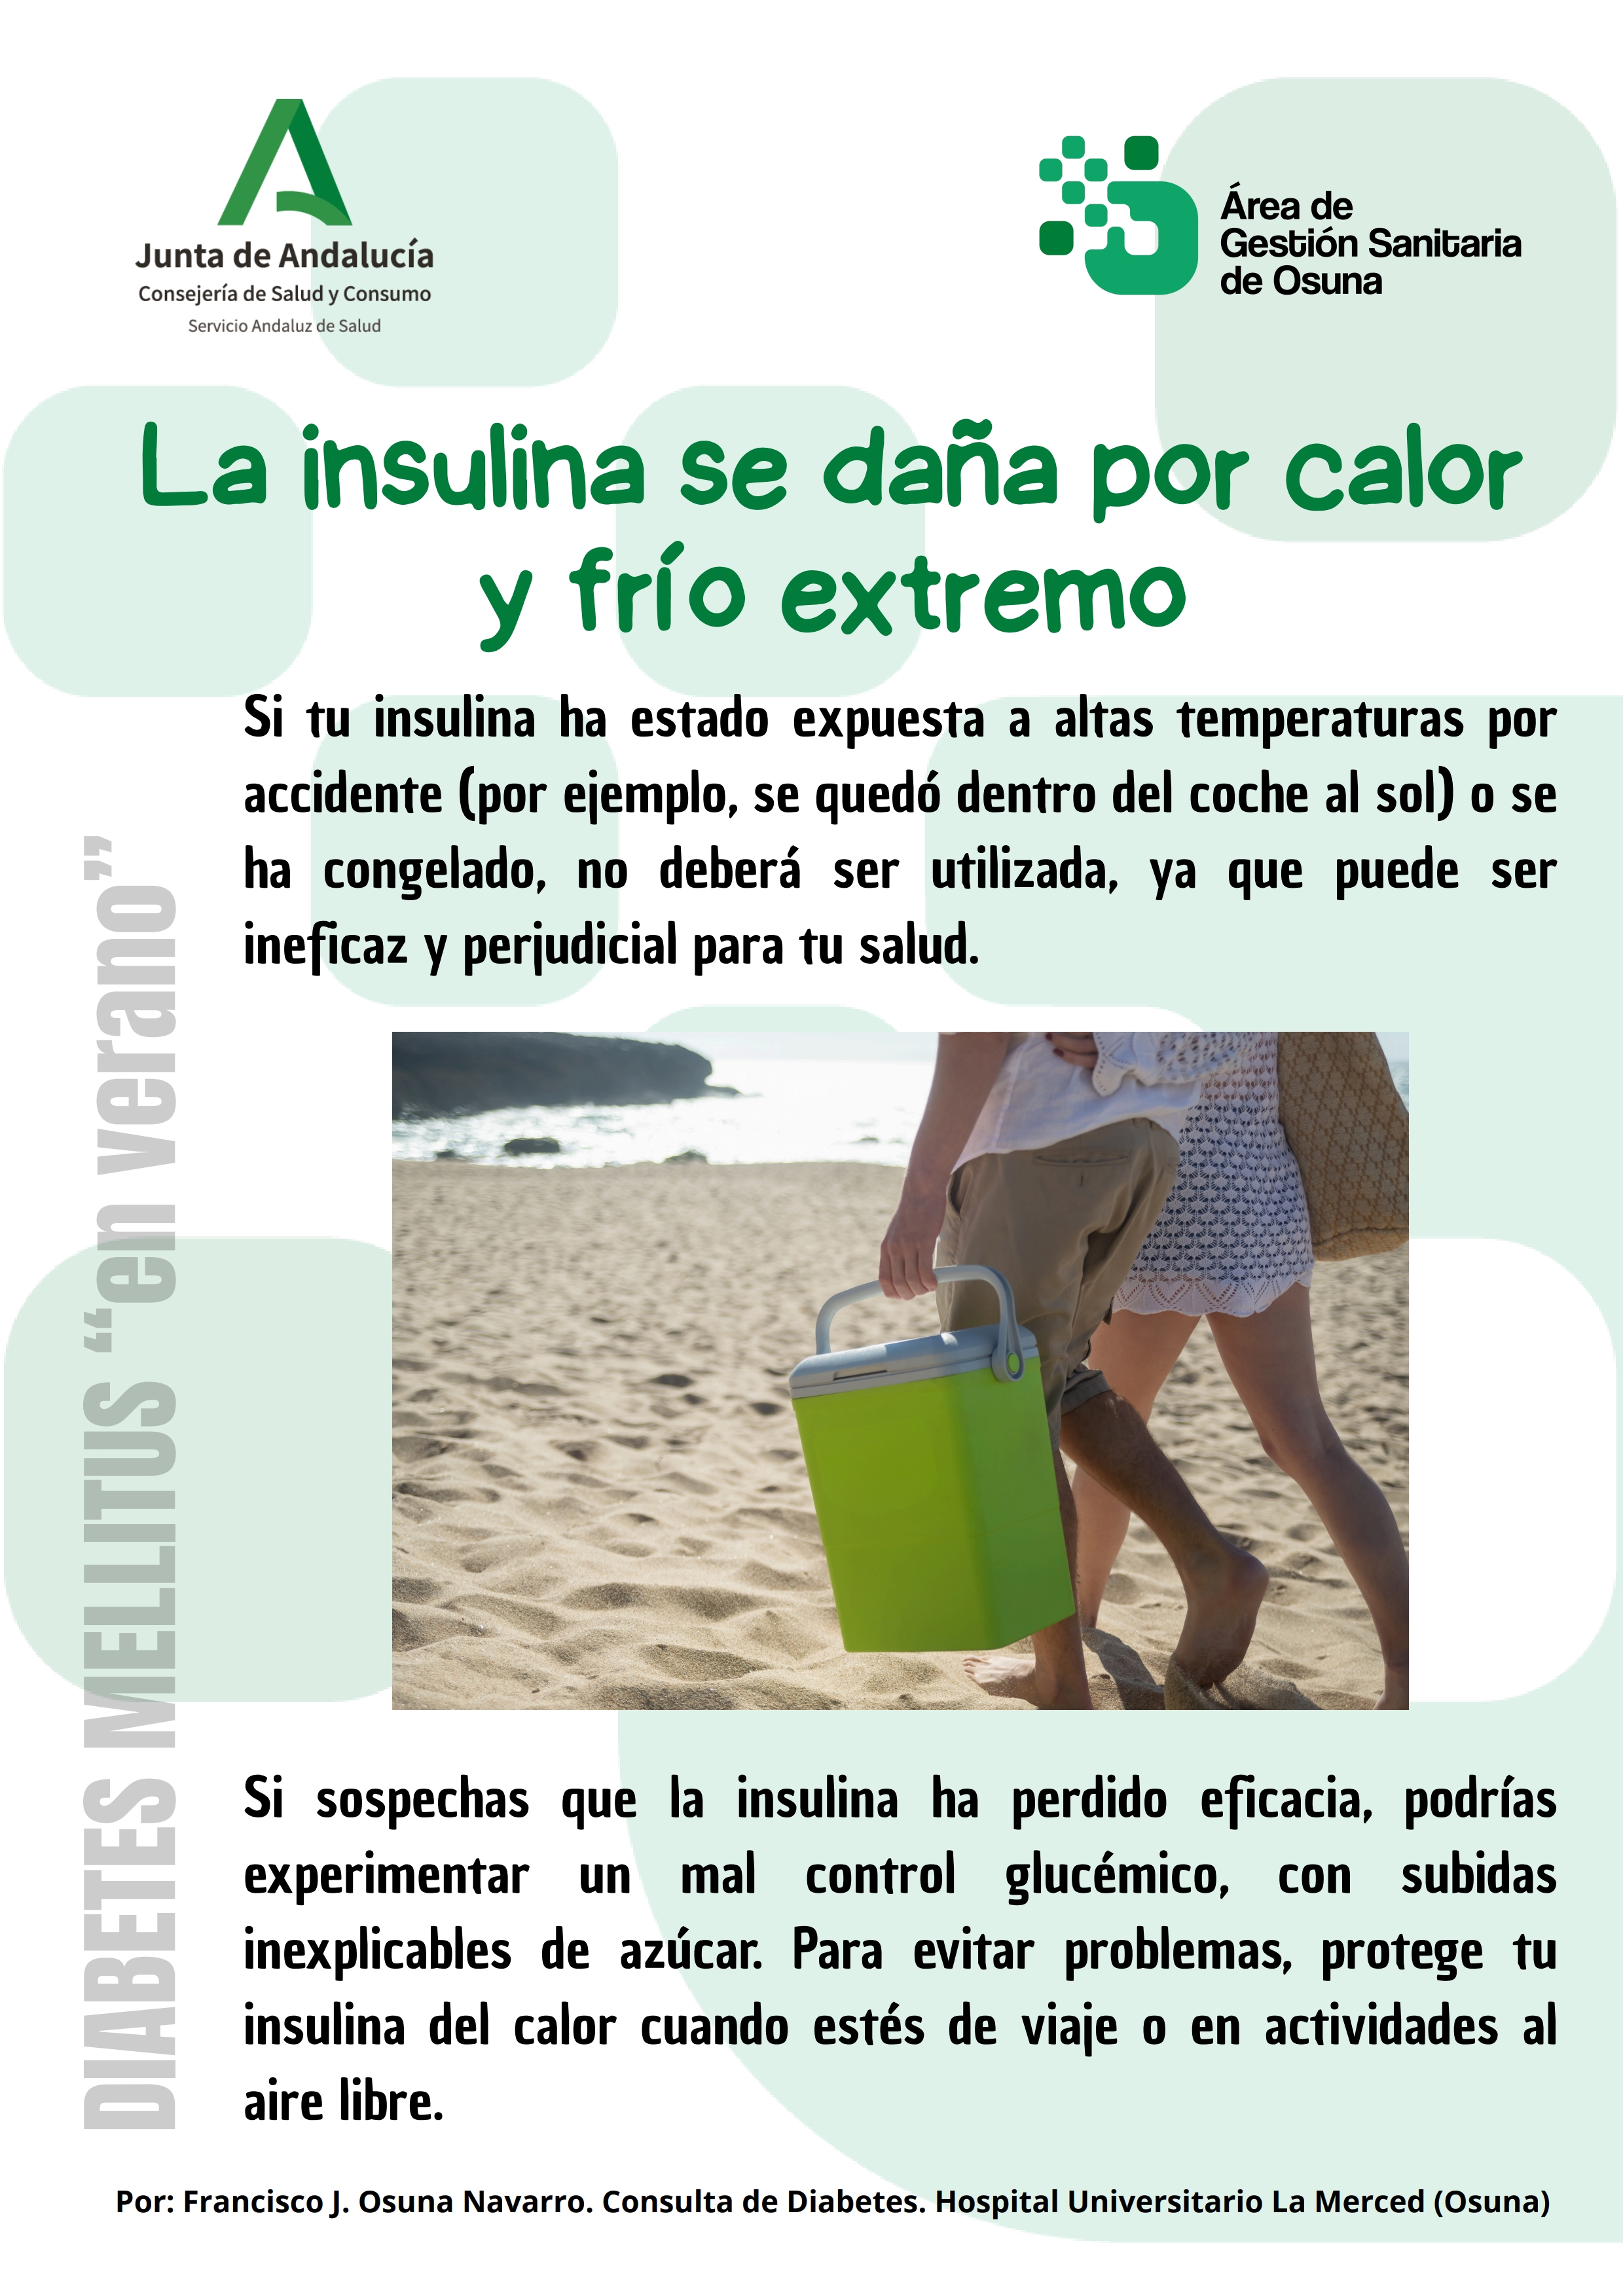 Junta de Andalucía
Consejería de Salud y Consumo
Servicio Andaluz de Salud
Área de
Gestión Sanitaria
de Osuna
La insulina se daña por calor
y frío extremo
Si tu insulina ha estado expuesta a altas temperaturas por
accidente (por ejemplo, se quedó dentro del coche al sol) o se
ha congelado, no deberá ser utilizada, ya que puede ser
ineficaz y perjudicial para tu salud.
DIABETES MELLITUS “en verano”
Si sospechas que la insulina ha perdido eficacia, podrías
experimentar un mal control glucémico, con subidas
inexplicables de azúcar. Para evitar problemas, protege tu
insulina del calor cuando estés de viaje o en actividades al
aire libre.
Por: Francisco J. Osuna Navarro. Consulta de Diabetes. Hospital Universitario La Merced (Osuna)